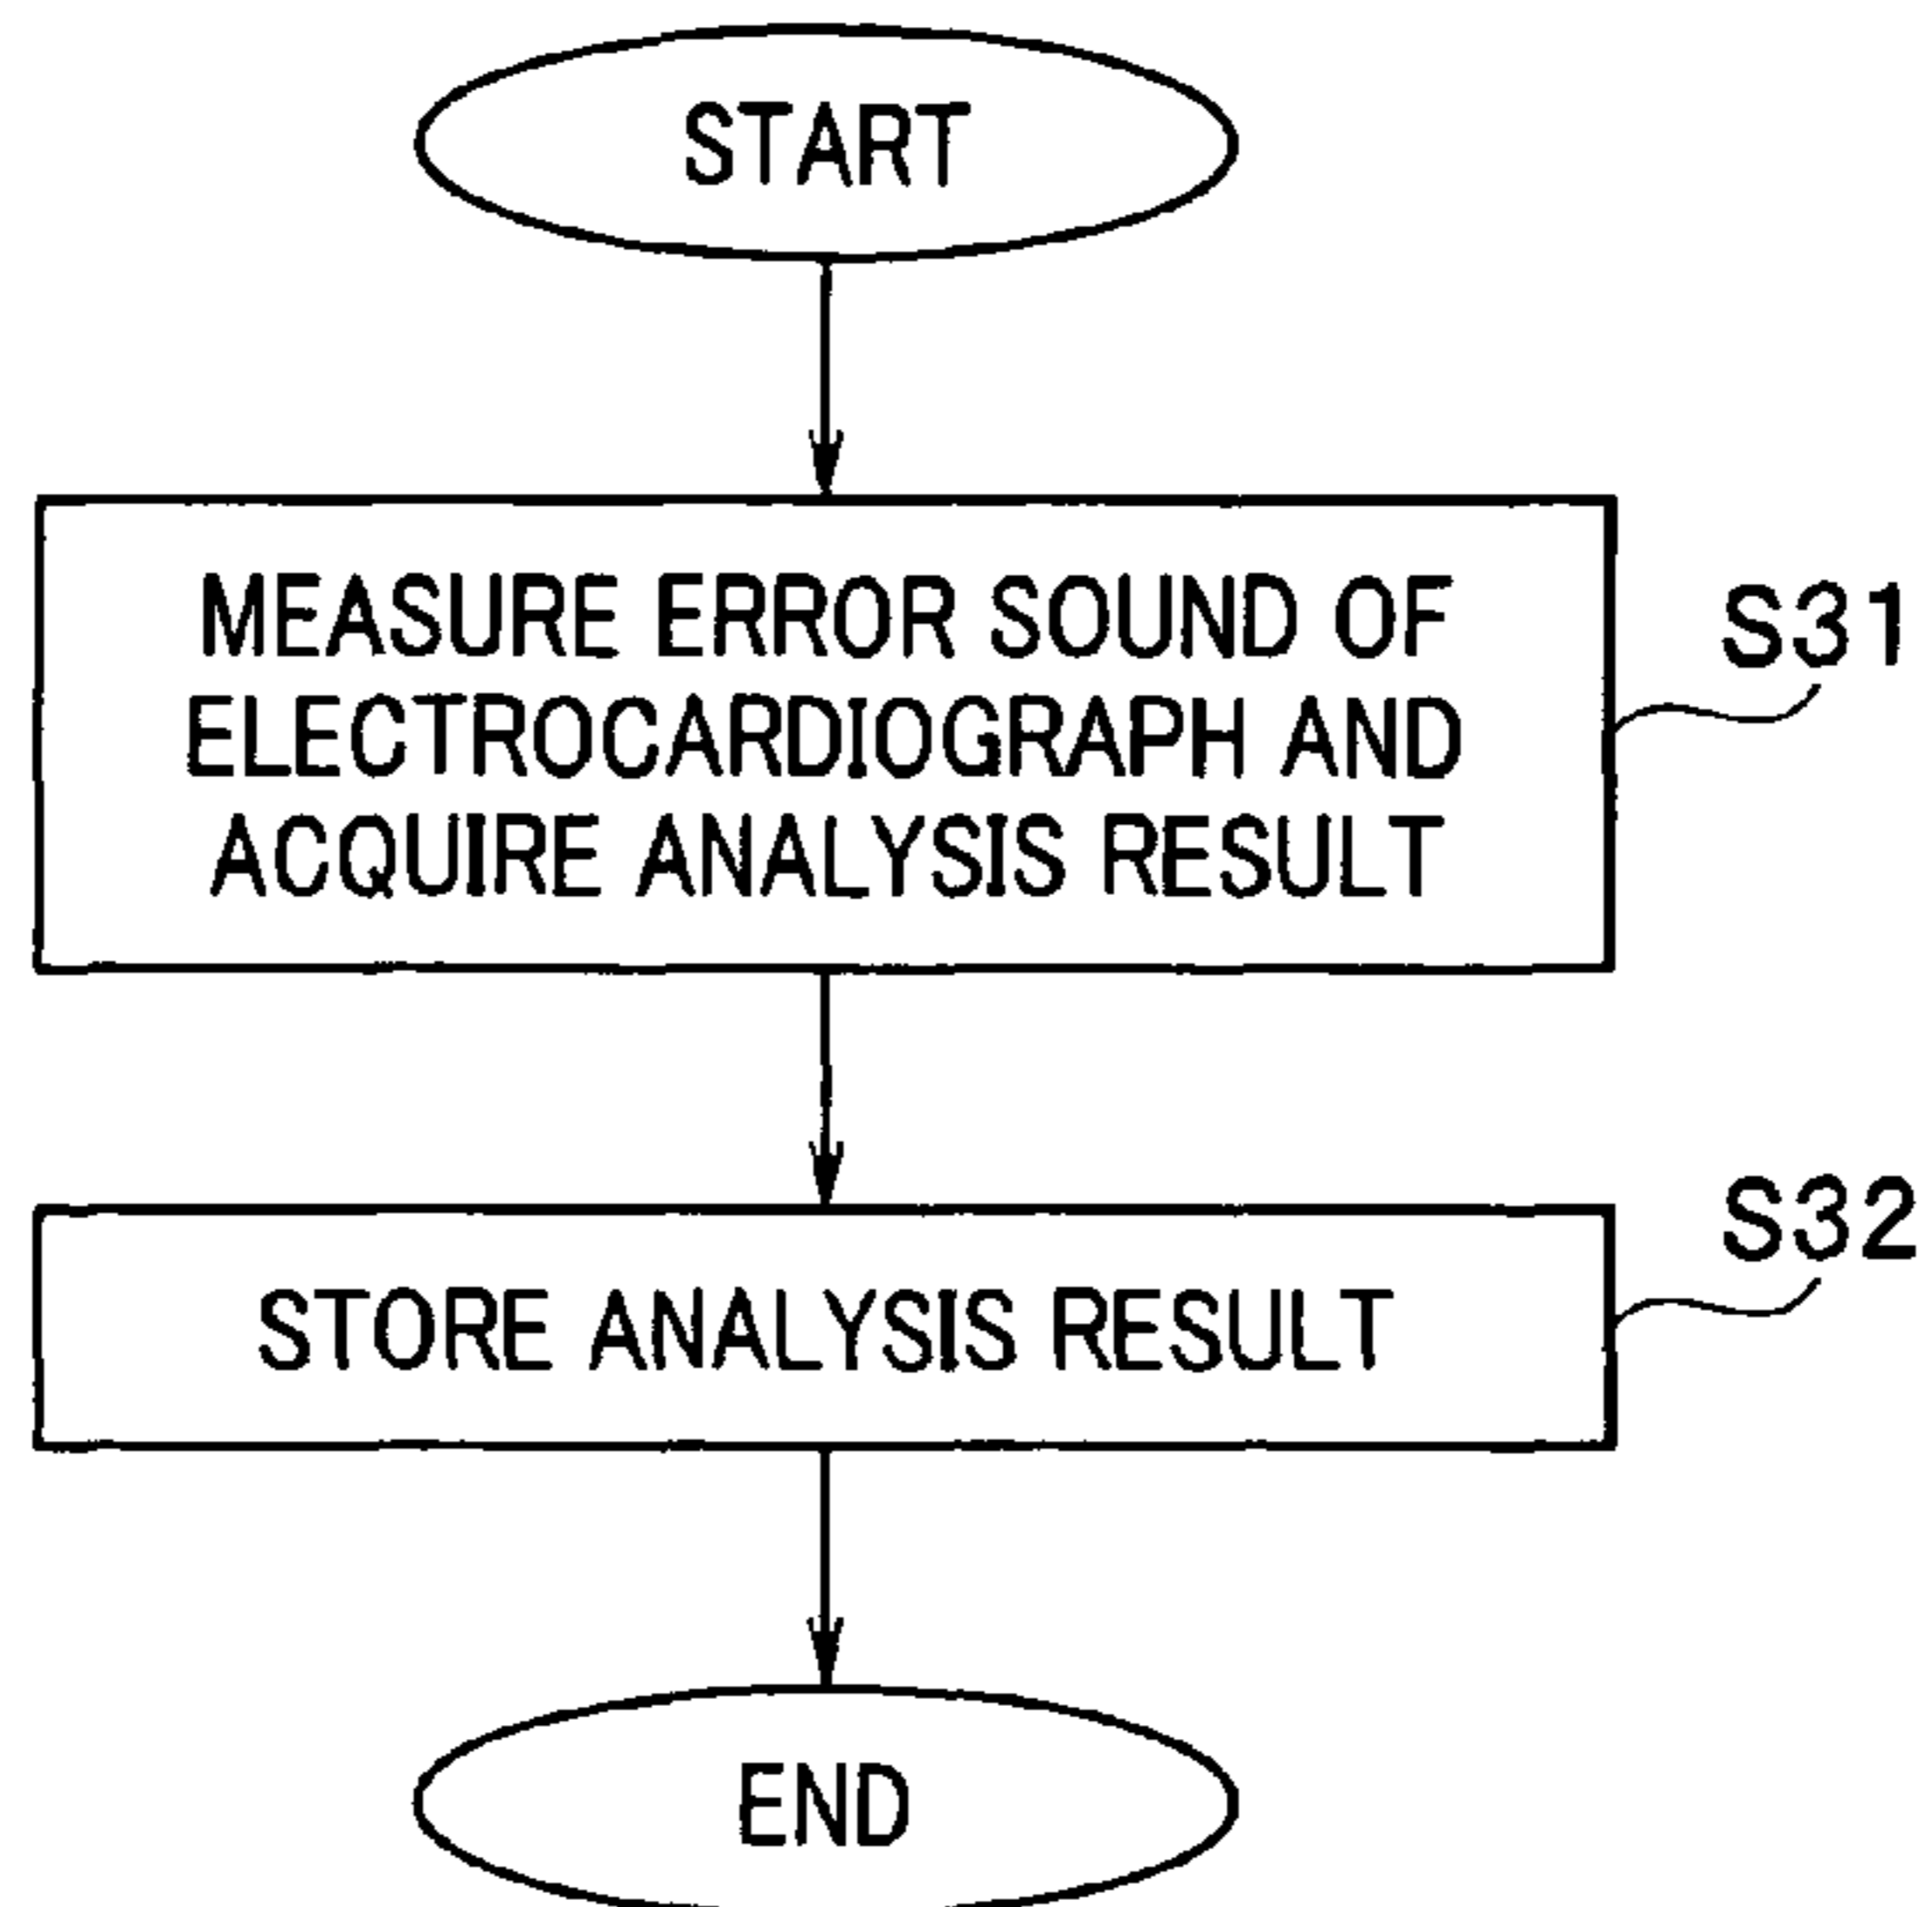 START
MEASURE ERROR SOUND OF
ELECTROCARDIOGRAPH AND
ACQUIRE ANALYSIS RESULT
S31
STORE ANALYSIS RESULT
S32
END